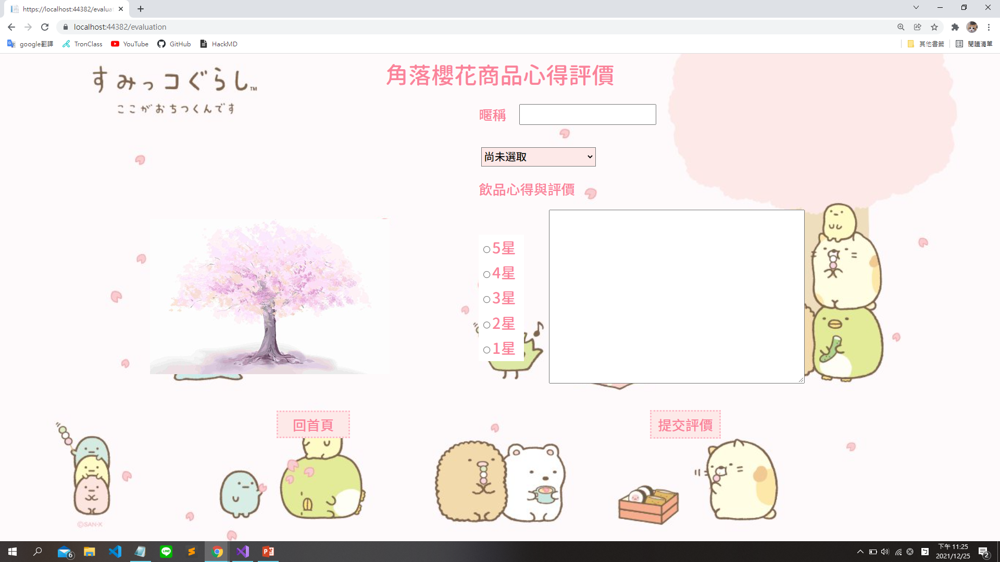 https://localhost:44382/evaluat
localhost:44382/evaluation
google翻譯
TronClass
YouTube
GitHub
HackMD
其他書籤
閱讀清單
すみっコぐらし™
ここがおちつくんです
角落櫻花商品心得評價
暱稱
尚未選取
飲品心得與評價
5星
4星
3星
2星
1星
回首頁
提交評價
©SAN-X
6
LINE
下午 11:25
2021/12/25
2